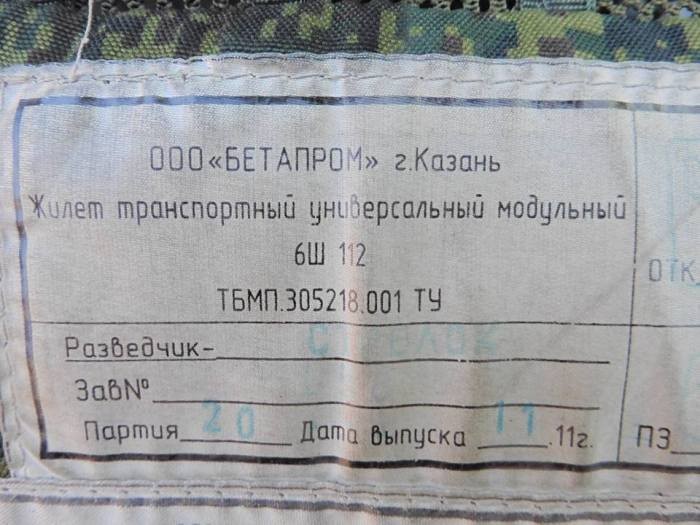 ООО «БЕТАПРОМ» г.Казань
Жилет транспортный универсальный модульный
6Ш 112
ТБМП.305218.001 ТУ
ОТК
Разведчик- СТРЕЛОК
Зав№
Партия 20 Дата выпуска 11.11г.
ПЗ